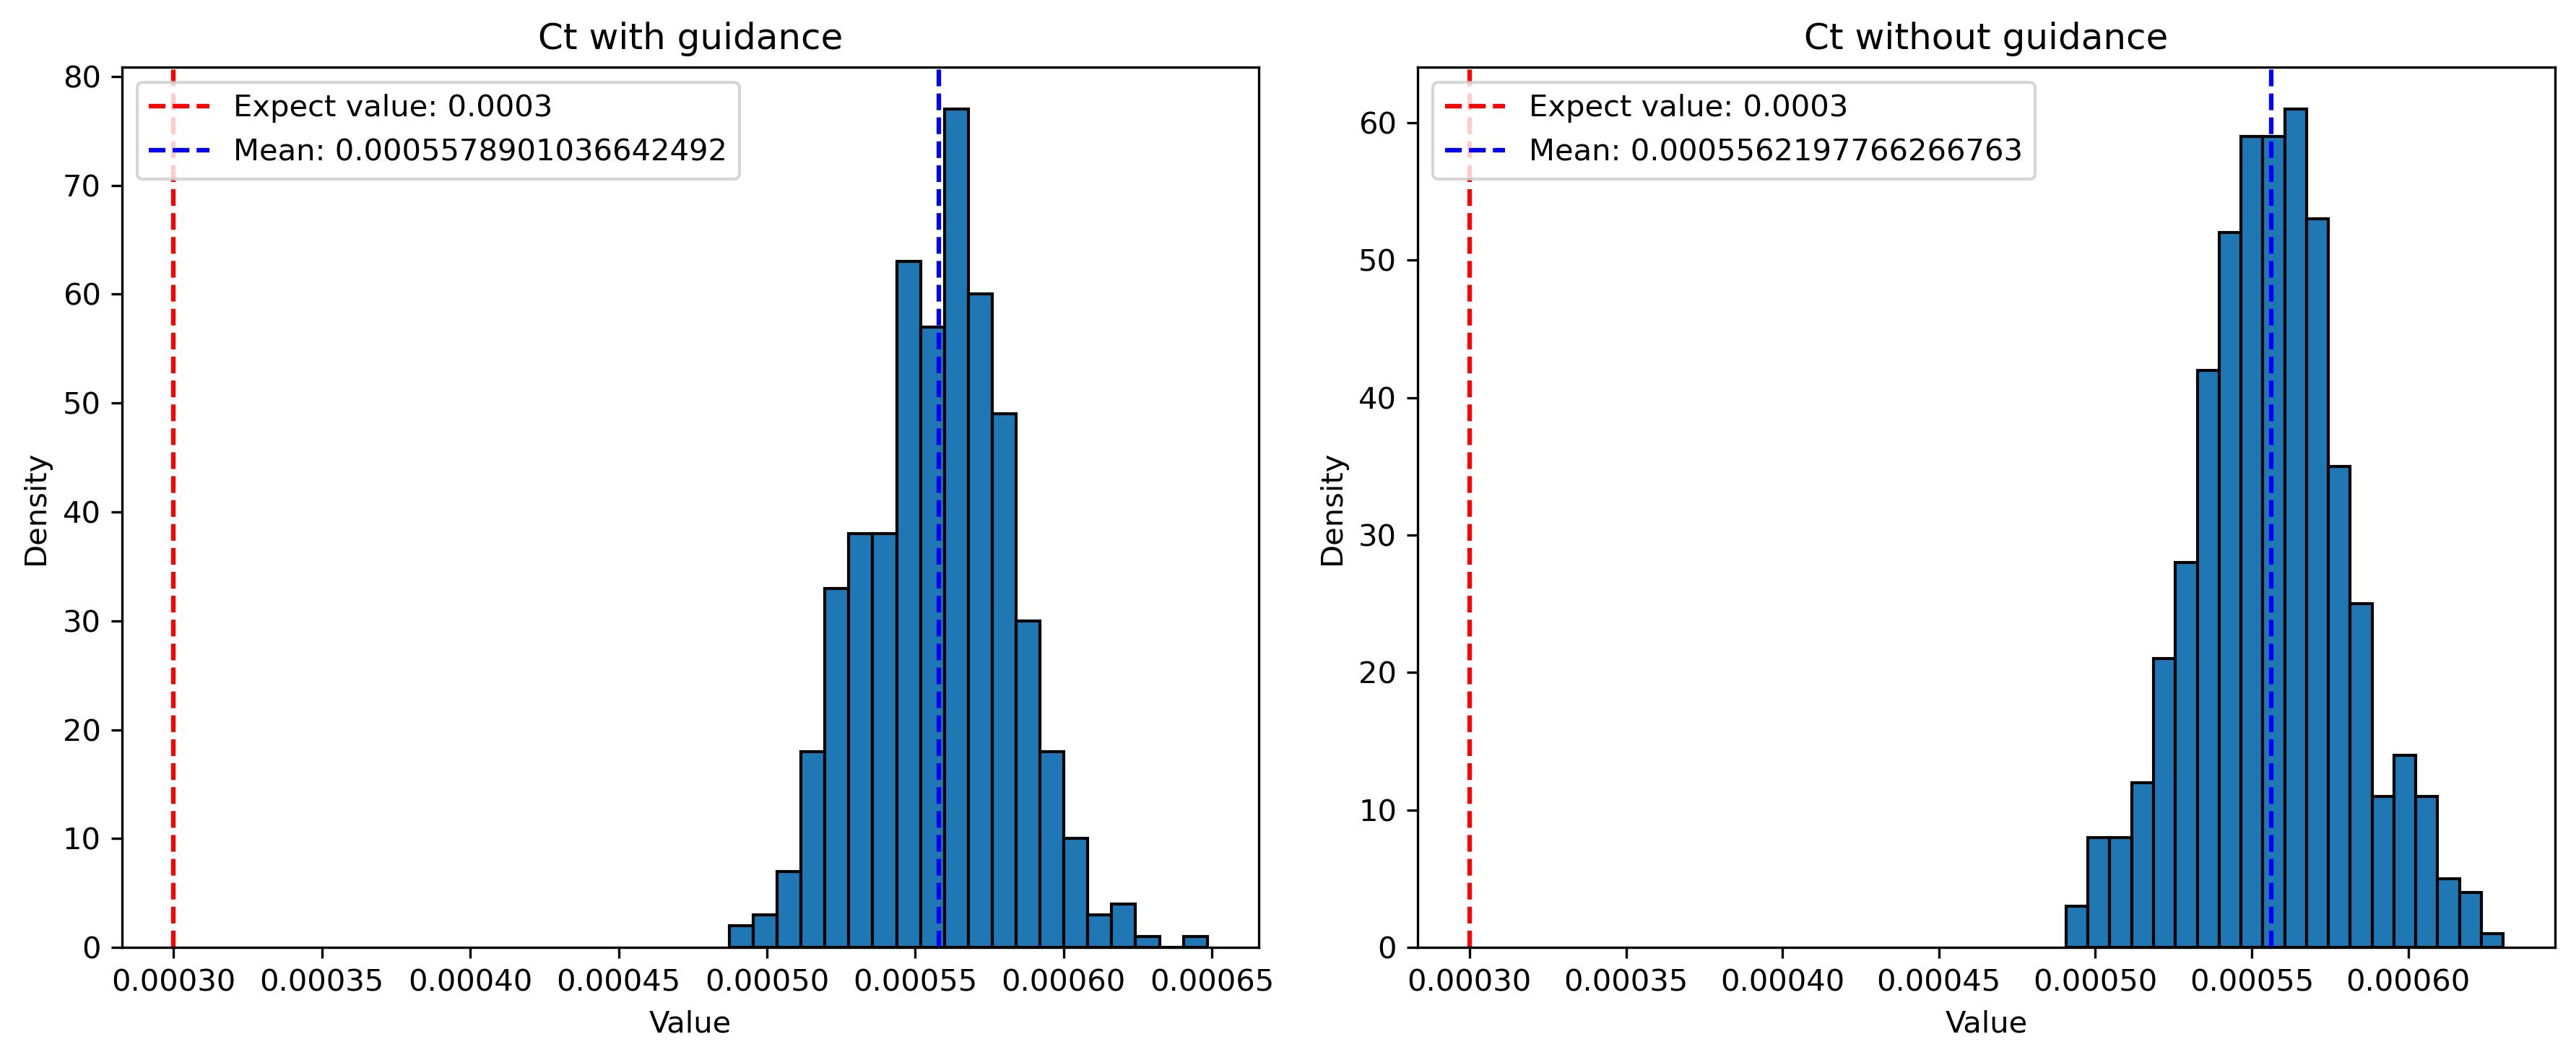 Ct with guidance
80
70
60
50
40
30
20
10
0
Density
Expect value: 0.0003
Mean: 0.0005578901036642492
0.00030 0.00035 0.00040 0.00045 0.00050 0.00055 0.00060 0.00065
Value
Ct without guidance
60
50
40
30
20
10
0
Density
Expect value: 0.0003
Mean: 0.0005562197766266763
0.00030 0.00035 0.00040 0.00045 0.00050 0.00055 0.00060
Value